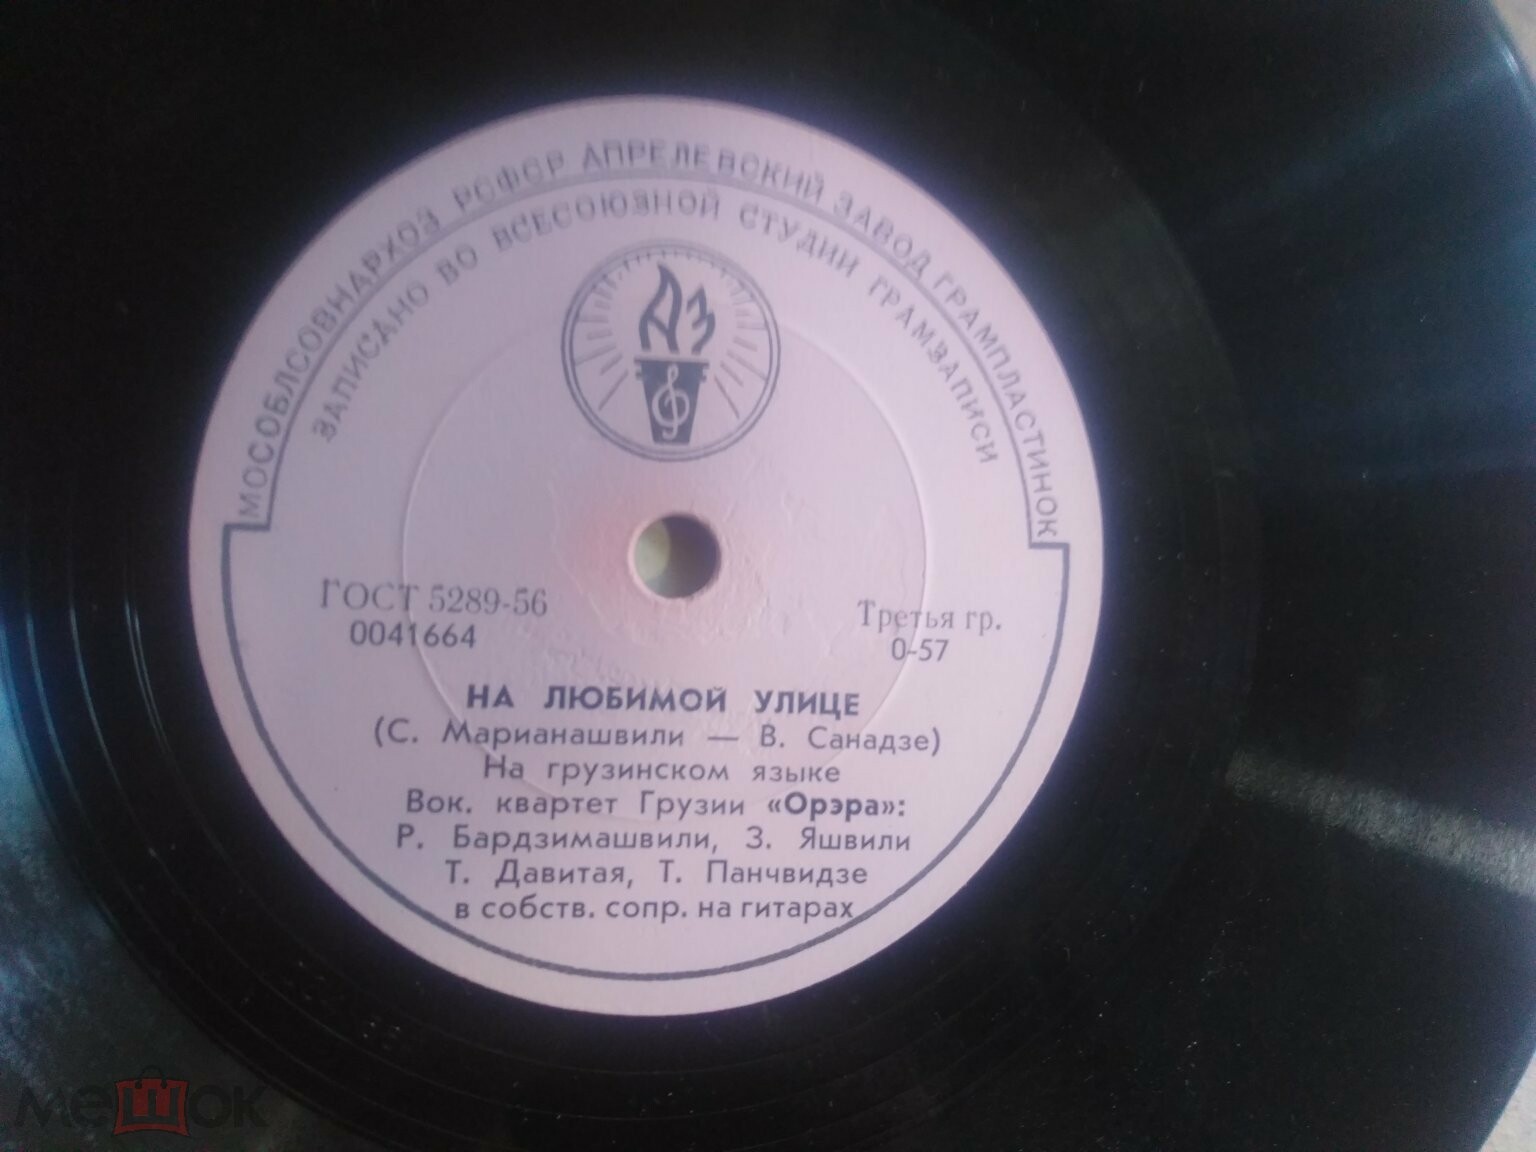 МОСОБЛСОВНАРХОЗ РСФСР АПРЕЛЕВСКИЙ ЗАВОД ГРАМПЛАСТИНОК
ЗАПИСАНО ВО ВСЕСОЮЗНОЙ СТУДИИ ГРАМЗАПИСИ
АЗ
ГОСТ 5289-56
0041664
Третья гр.
0-57
НА ЛЮБИМОЙ УЛИЦЕ
(С. Марианашвили — В. Санадзе)
На грузинском языке
Вок. квартет Грузии «Орэра»:
Р. Бардзимашвили, З. Яшвили
Т. Давитая, Т. Панчвидзе
в собств. сопр. на гитарах
мешок